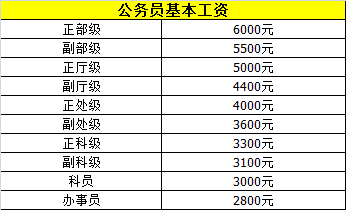 公务员基本工资
正部级 6000元
副部级 5500元
正厅级 5000元
副厅级 4400元
正处级 4000元
副处级 3600元
正科级 3300元
副科级 3100元
科员 3000元
办事员 2800元